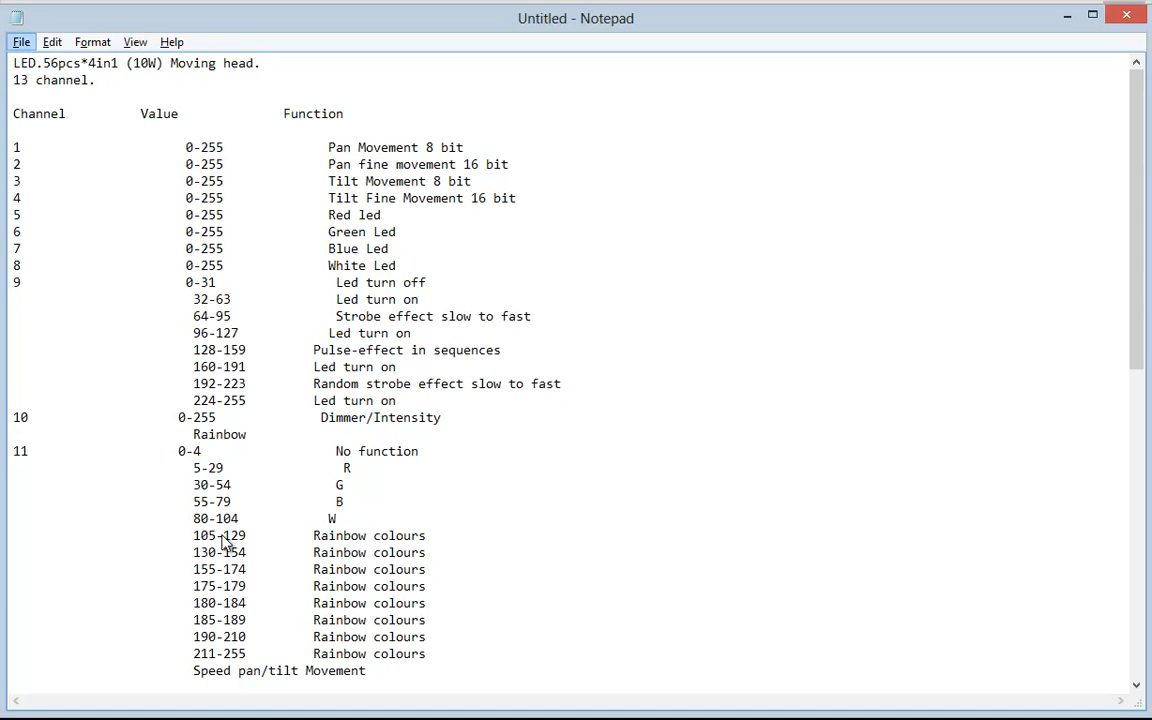 Untitled - Notepad
File Edit Format View Help
LED.56pcs*4in1 (10W) Moving head.
13 channel.
Channel Value Function
1 0-255 Pan Movement 8 bit
2 0-255 Pan fine movement 16 bit
3 0-255 Tilt Movement 8 bit
4 0-255 Tilt Fine Movement 16 bit
5 0-255 Red led
6 0-255 Green Led
7 0-255 Blue Led
8 0-255 White Led
9 0-31 Led turn off
32-63 Led turn on
64-95 Strobe effect slow to fast
96-127 Led turn on
128-159 Pulse-effect in sequences
160-191 Led turn on
192-223 Random strobe effect slow to fast
224-255 Led turn on
10 0-255 Dimmer/Intensity
Rainbow
11 0-4 No function
5-29 R
30-54 G
55-79 B
80-104 W
105-129 Rainbow colours
130-154 Rainbow colours
155-174 Rainbow colours
175-179 Rainbow colours
180-184 Rainbow colours
185-189 Rainbow colours
190-210 Rainbow colours
211-255 Rainbow colours
Speed pan/tilt Movement